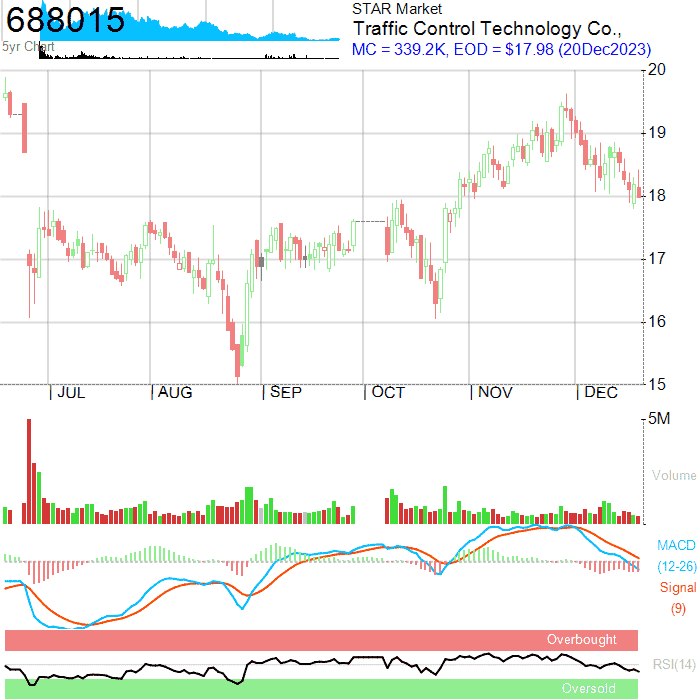 688015
STAR Market
Traffic Control Technology Co.,
5yr Chart
MC = 339.2K, EOD = $17.98 (20Dec2023)
20
19
18
17
16
15
JUL AUG SEP OCT NOV DEC
5M
Volume
MACD
(12-26)
Signal
(9)
Overbought
RSI(14)
Oversold